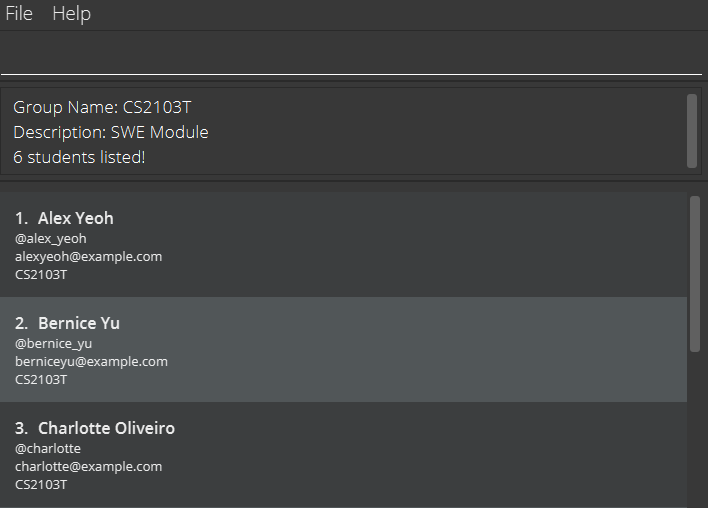 File Help
Group Name: CS2103T
Description: SWE Module
6 students listed!
1. Alex Yeoh
@alex_yeoh
alexyeoh@example.com
CS2103T
2. Bernice Yu
@bernice_yu
berniceyu@example.com
CS2103T
3. Charlotte Oliveiro
@charlotte
charlotte@example.com
CS2103T